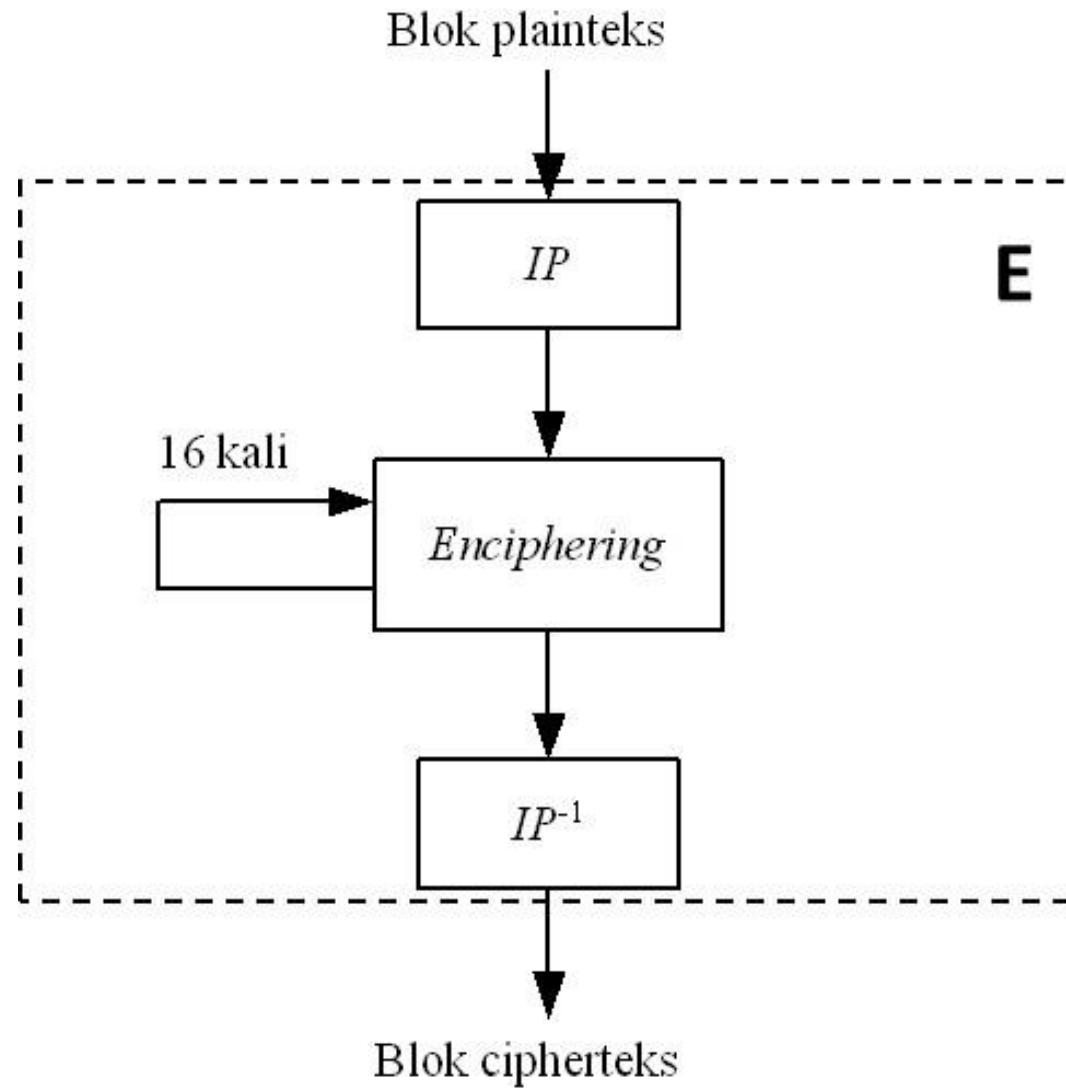 Blok plainteks
IP
E
16 kali
Enciphering
IP⁻¹
Blok cipherteks